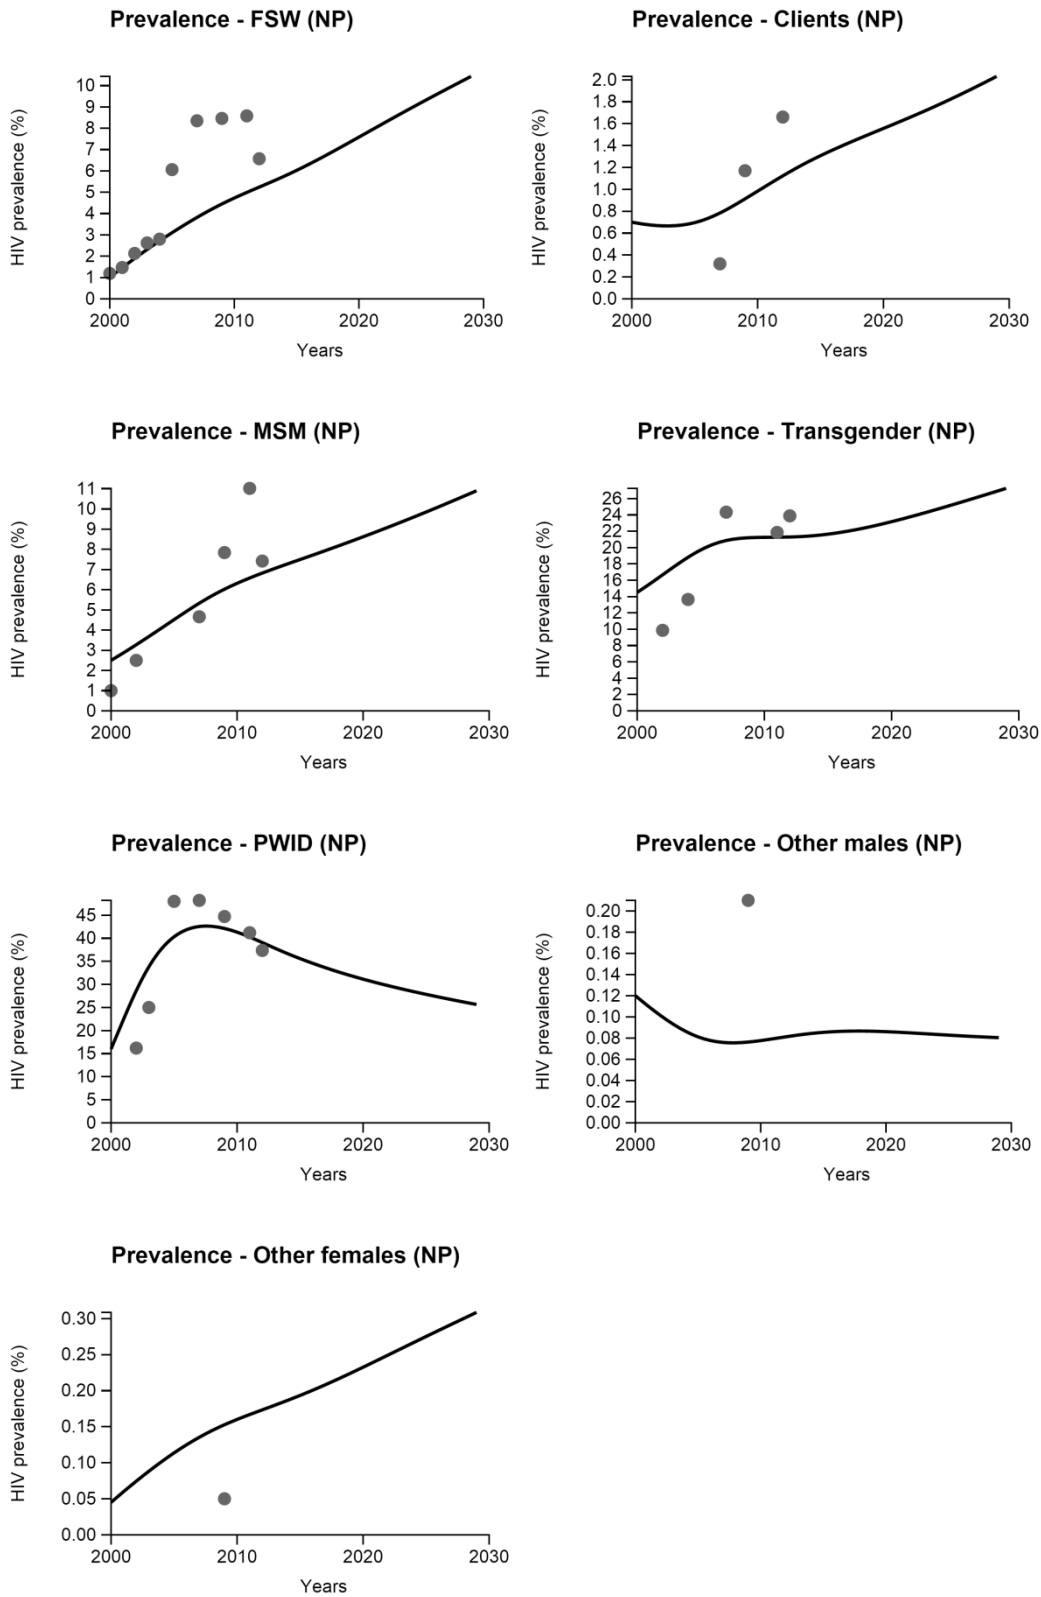 Prevalence - FSW (NP)
HIV prevalence (%)
10
9
8
7
6
5
4
3
2
1
0
2000 2010 2020 2030
Years
Prevalence - Clients (NP)
HIV prevalence (%)
2.0
1.8
1.6
1.4
1.2
1.0
0.8
0.6
0.4
0.2
0.0
2000 2010 2020 2030
Years
Prevalence - MSM (NP)
HIV prevalence (%)
11
10
9
8
7
6
5
4
3
2
1
0
2000 2010 2020 2030
Years
Prevalence - Transgender (NP)
HIV prevalence (%)
26
24
22
20
18
16
14
12
10
8
6
4
2
0
2000 2010 2020 2030
Years
Prevalence - PWID (NP)
HIV prevalence (%)
45
40
35
30
25
20
15
10
5
0
2000 2010 2020 2030
Years
Prevalence - Other males (NP)
HIV prevalence (%)
0.20
0.18
0.16
0.14
0.12
0.10
0.08
0.06
0.04
0.02
0.00
2000 2010 2020 2030
Years
Prevalence - Other females (NP)
HIV prevalence (%)
0.30
0.25
0.20
0.15
0.10
0.05
0.00
2000 2010 2020 2030
Years